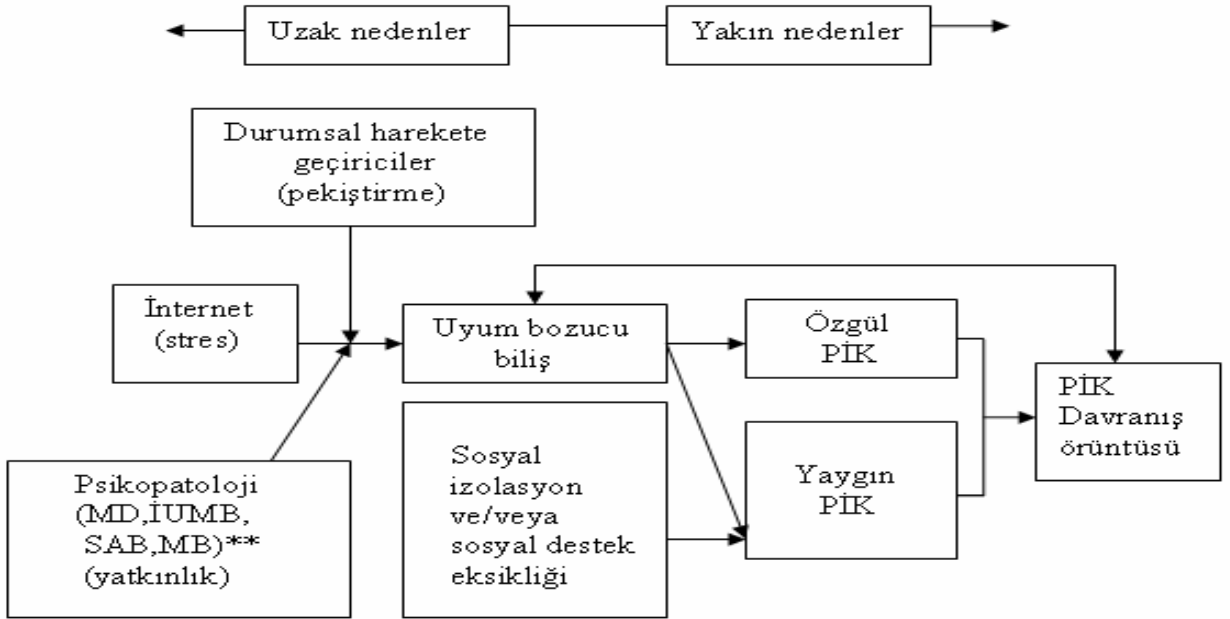 Uzak nedenler
Yakın nedenler
Durumsal harekete
geçiriciler
(pekiştirme)
İnternet
(stres)
Uyum bozucu
biliş
Özgül
PİK
PİK
Davranış
örüntüsü
Psikopatoloji
(MD,İUMB,
SAB,MB)**
(yatkınlık)
Sosyal
izolasyon
ve/veya
sosyal destek
eksikliği
Yaygın
PİK